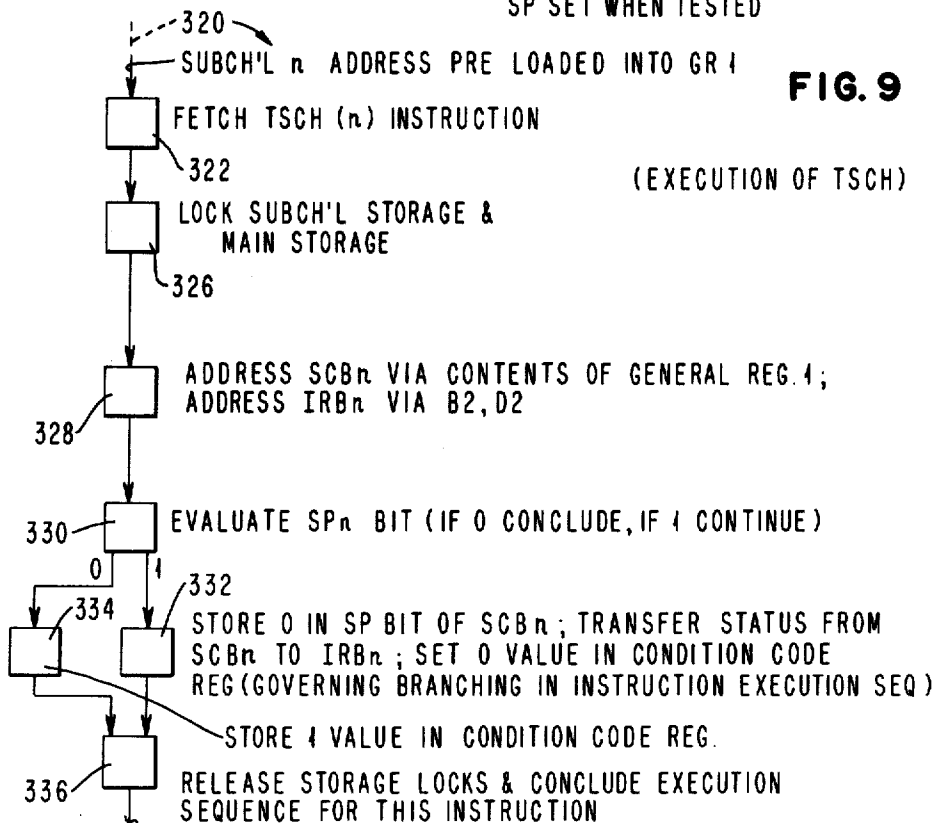 SP SET WHEN TESTED
320
SUBCH'L n ADDRESS PRE LOADED INTO GR 1
FIG. 9
FETCH TSCH (n) INSTRUCTION
322
(EXECUTION OF TSCH)
LOCK SUBCH'L STORAGE &
MAIN STORAGE
326
ADDRESS SCBn VIA CONTENTS OF GENERAL REG. 1;
ADDRESS IRBn VIA B2, D2
328
330
EVALUATE SPn BIT (IF 0 CONCLUDE, IF 1 CONTINUE)
0
1
332
334
STORE 0 IN SP BIT OF SCBn; TRANSFER STATUS FROM
SCBn TO IRBn; SET 0 VALUE IN CONDITION CODE
REG (GOVERNING BRANCHING IN INSTRUCTION EXECUTION SEQ)
STORE 1 VALUE IN CONDITION CODE REG.
336
RELEASE STORAGE LOCKS & CONCLUDE EXECUTION
SEQUENCE FOR THIS INSTRUCTION